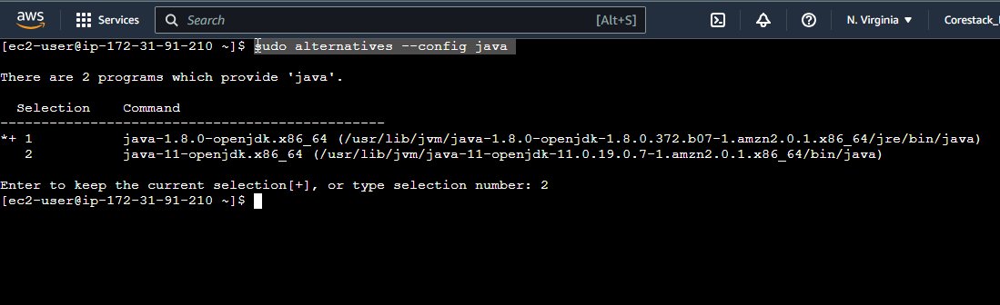 aws Services Search [Alt+S] N. Virginia Corestack_
[ec2-user@ip-172-31-91-210 ~]$ sudo alternatives --config java
There are 2 programs which provide 'java'.
Selection Command
-----------------------------------------------
*+ 1 java-1.8.0-openjdk.x86_64 (/usr/lib/jvm/java-1.8.0-openjdk-1.8.0.372.b07-1.amzn2.0.1.x86_64/jre/bin/java)
2 java-11-openjdk.x86_64 (/usr/lib/jvm/java-11-openjdk-11.0.19.0.7-1.amzn2.0.1.x86_64/bin/java)
Enter to keep the current selection[+], or type selection number: 2
[ec2-user@ip-172-31-91-210 ~]$